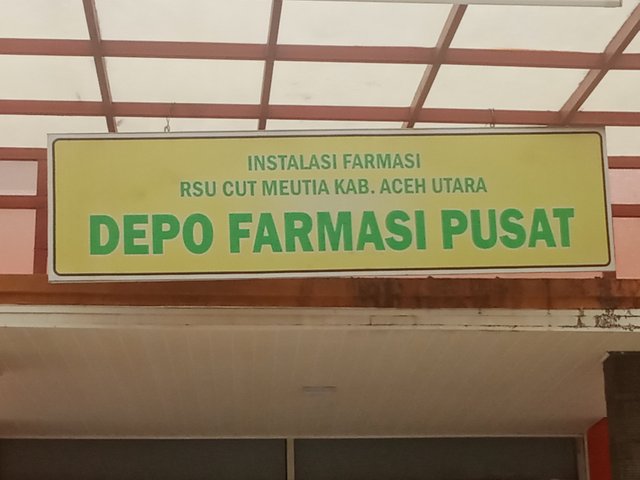 INSTALASI FARMASI
RSU CUT MEUTIA KAB. ACEH UTARA
DEPO FARMASI PUSAT